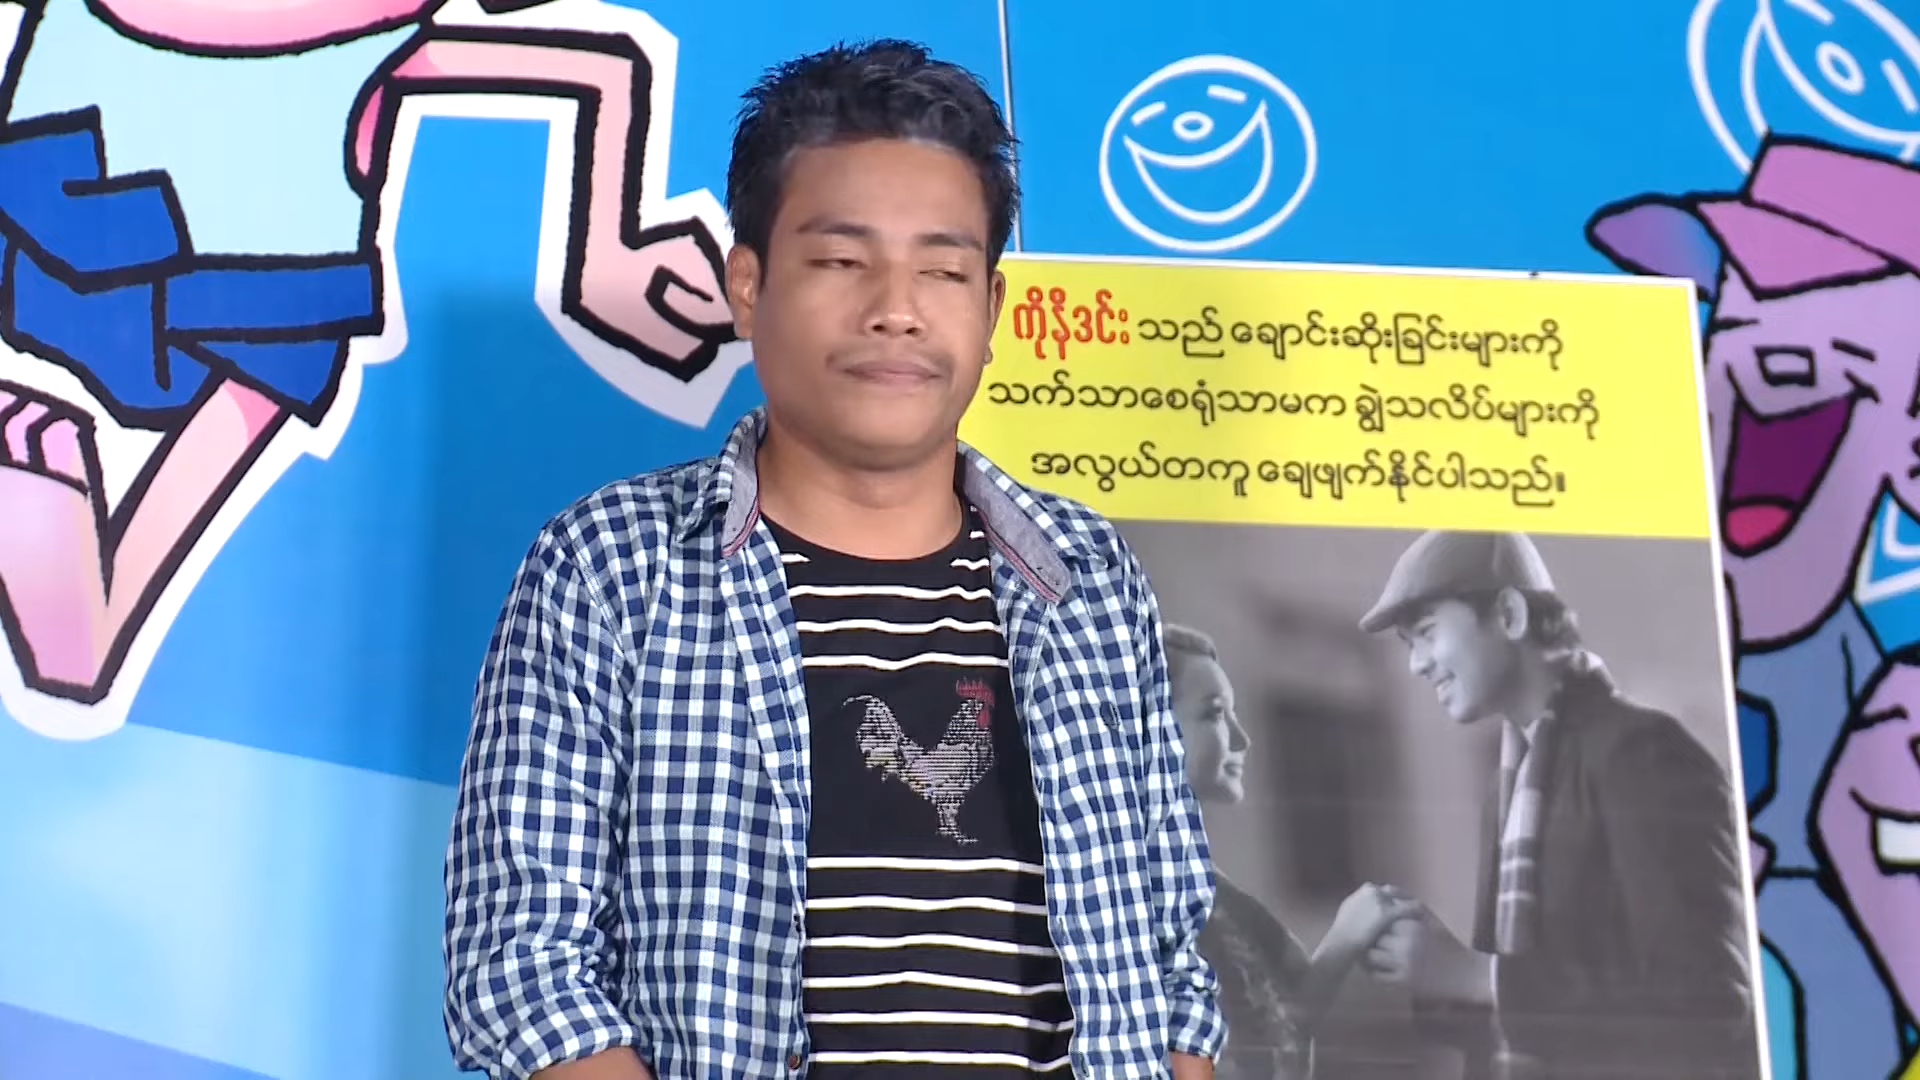 ကိုနိဒင်း သည် ချောင်းဆိုးခြင်းများကို
သက်သာစေရုံသာမက ချွဲသလိပ်များကို
အလွယ်တကူ ချေဖျက်နိုင်ပါသည်။